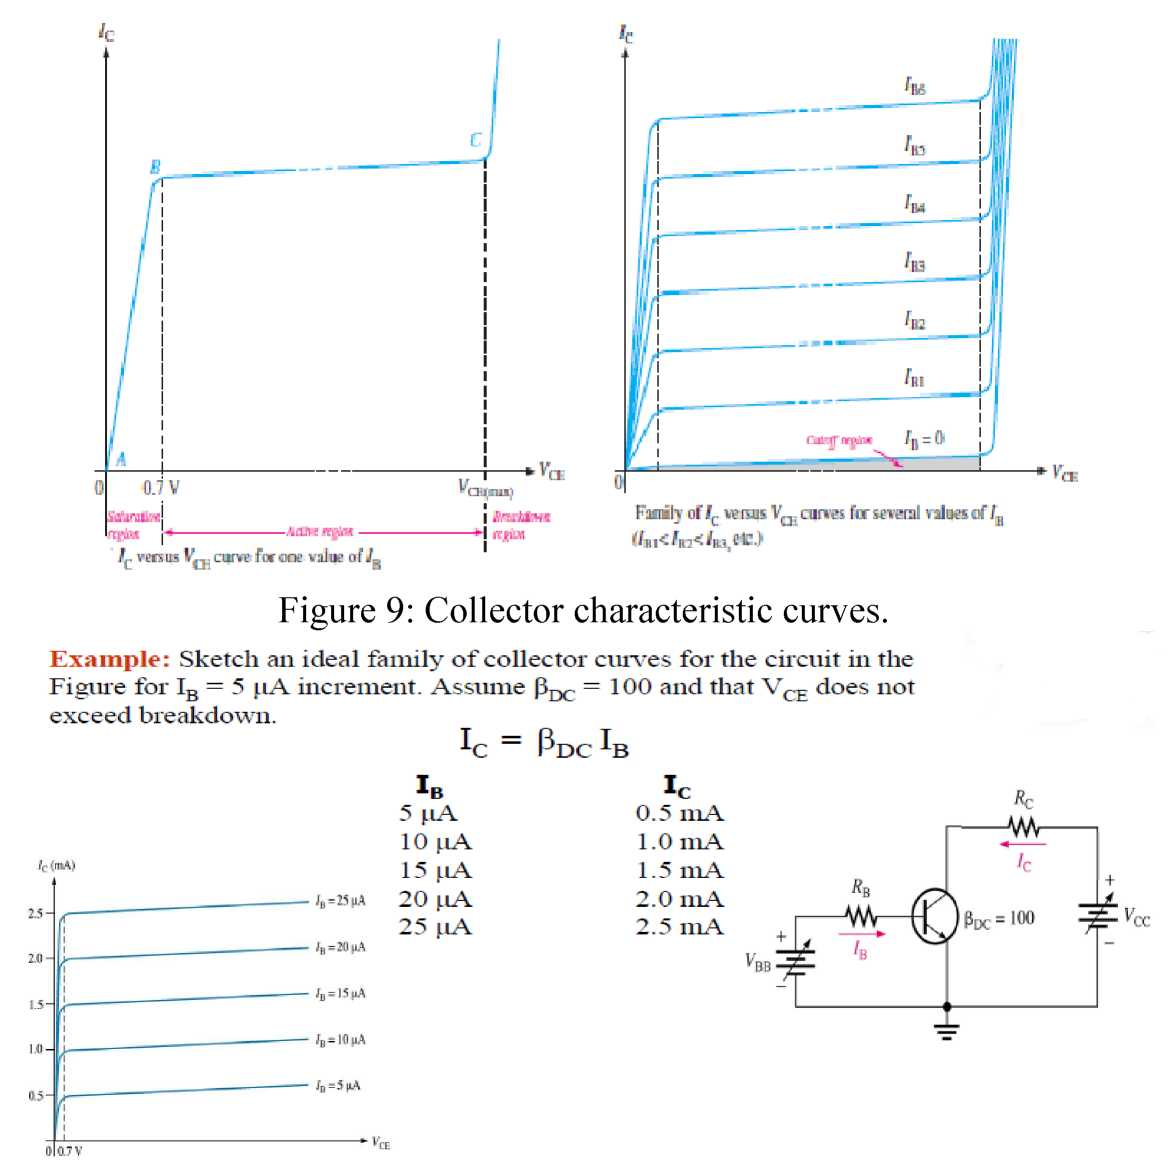 IC
B
C
A
0
0.7 V
VCE(max)
VCE
Saturation region
Active region
Breakdown region
IC versus VCE curve for one value of IB
IC
IB6
IB5
IB4
IB3
IB2
IB1
Cutoff region
IB = 0
0
VCE
Family of IC versus VCE curves for several values of IB
(IB1<IB2<IB3, etc.)
Figure 9: Collector characteristic curves.
Example: Sketch an ideal family of collector curves for the circuit in the
Figure for IB = 5 μA increment. Assume βDC = 100 and that VCE does not
exceed breakdown.
IC = βDC IB
IB IC
5 μA 0.5 mA
10 μA 1.0 mA
15 μA 1.5 mA
20 μA 2.0 mA
25 μA 2.5 mA
IC (mA)
2.5
2.0
1.5
1.0
0.5
0
0.7 V
VCE
IB = 25 μA
IB = 20 μA
IB = 15 μA
IB = 10 μA
IB = 5 μA
RC
IC
RB
IB
βDC = 100
+
VBB
−
+
VCC
−